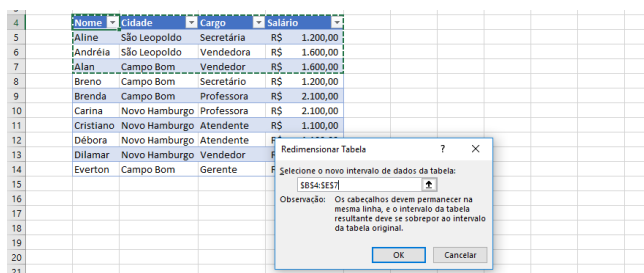 4 Nome Cidade Cargo Salário
5 Aline São Leopoldo Secretária R$ 1.200,00
6 Andréia São Leopoldo Vendedora R$ 1.600,00
7 Alan Campo Bom Vendedor R$ 1.600,00
8 Breno Campo Bom Secretário R$ 1.200,00
9 Brenda Campo Bom Professora R$ 2.100,00
10 Carina Novo Hamburgo Professora R$ 2.100,00
11 Cristiano Novo Hamburgo Atendente R$ 1.100,00
12 Débora Novo Hamburgo Atendente
13 Dilamar Novo Hamburgo Vendedor
14 Everton Campo Bom Gerente
15
16
17
18
19
20
21
Redimensionar Tabela ? X
Selecione o novo intervalo de dados da tabela:
$B$4:$E$7
Observação: Os cabeçalhos devem permanecer na
mesma linha, e o intervalo da tabela
resultante deve se sobrepor ao intervalo
da tabela original.
OK Cancelar